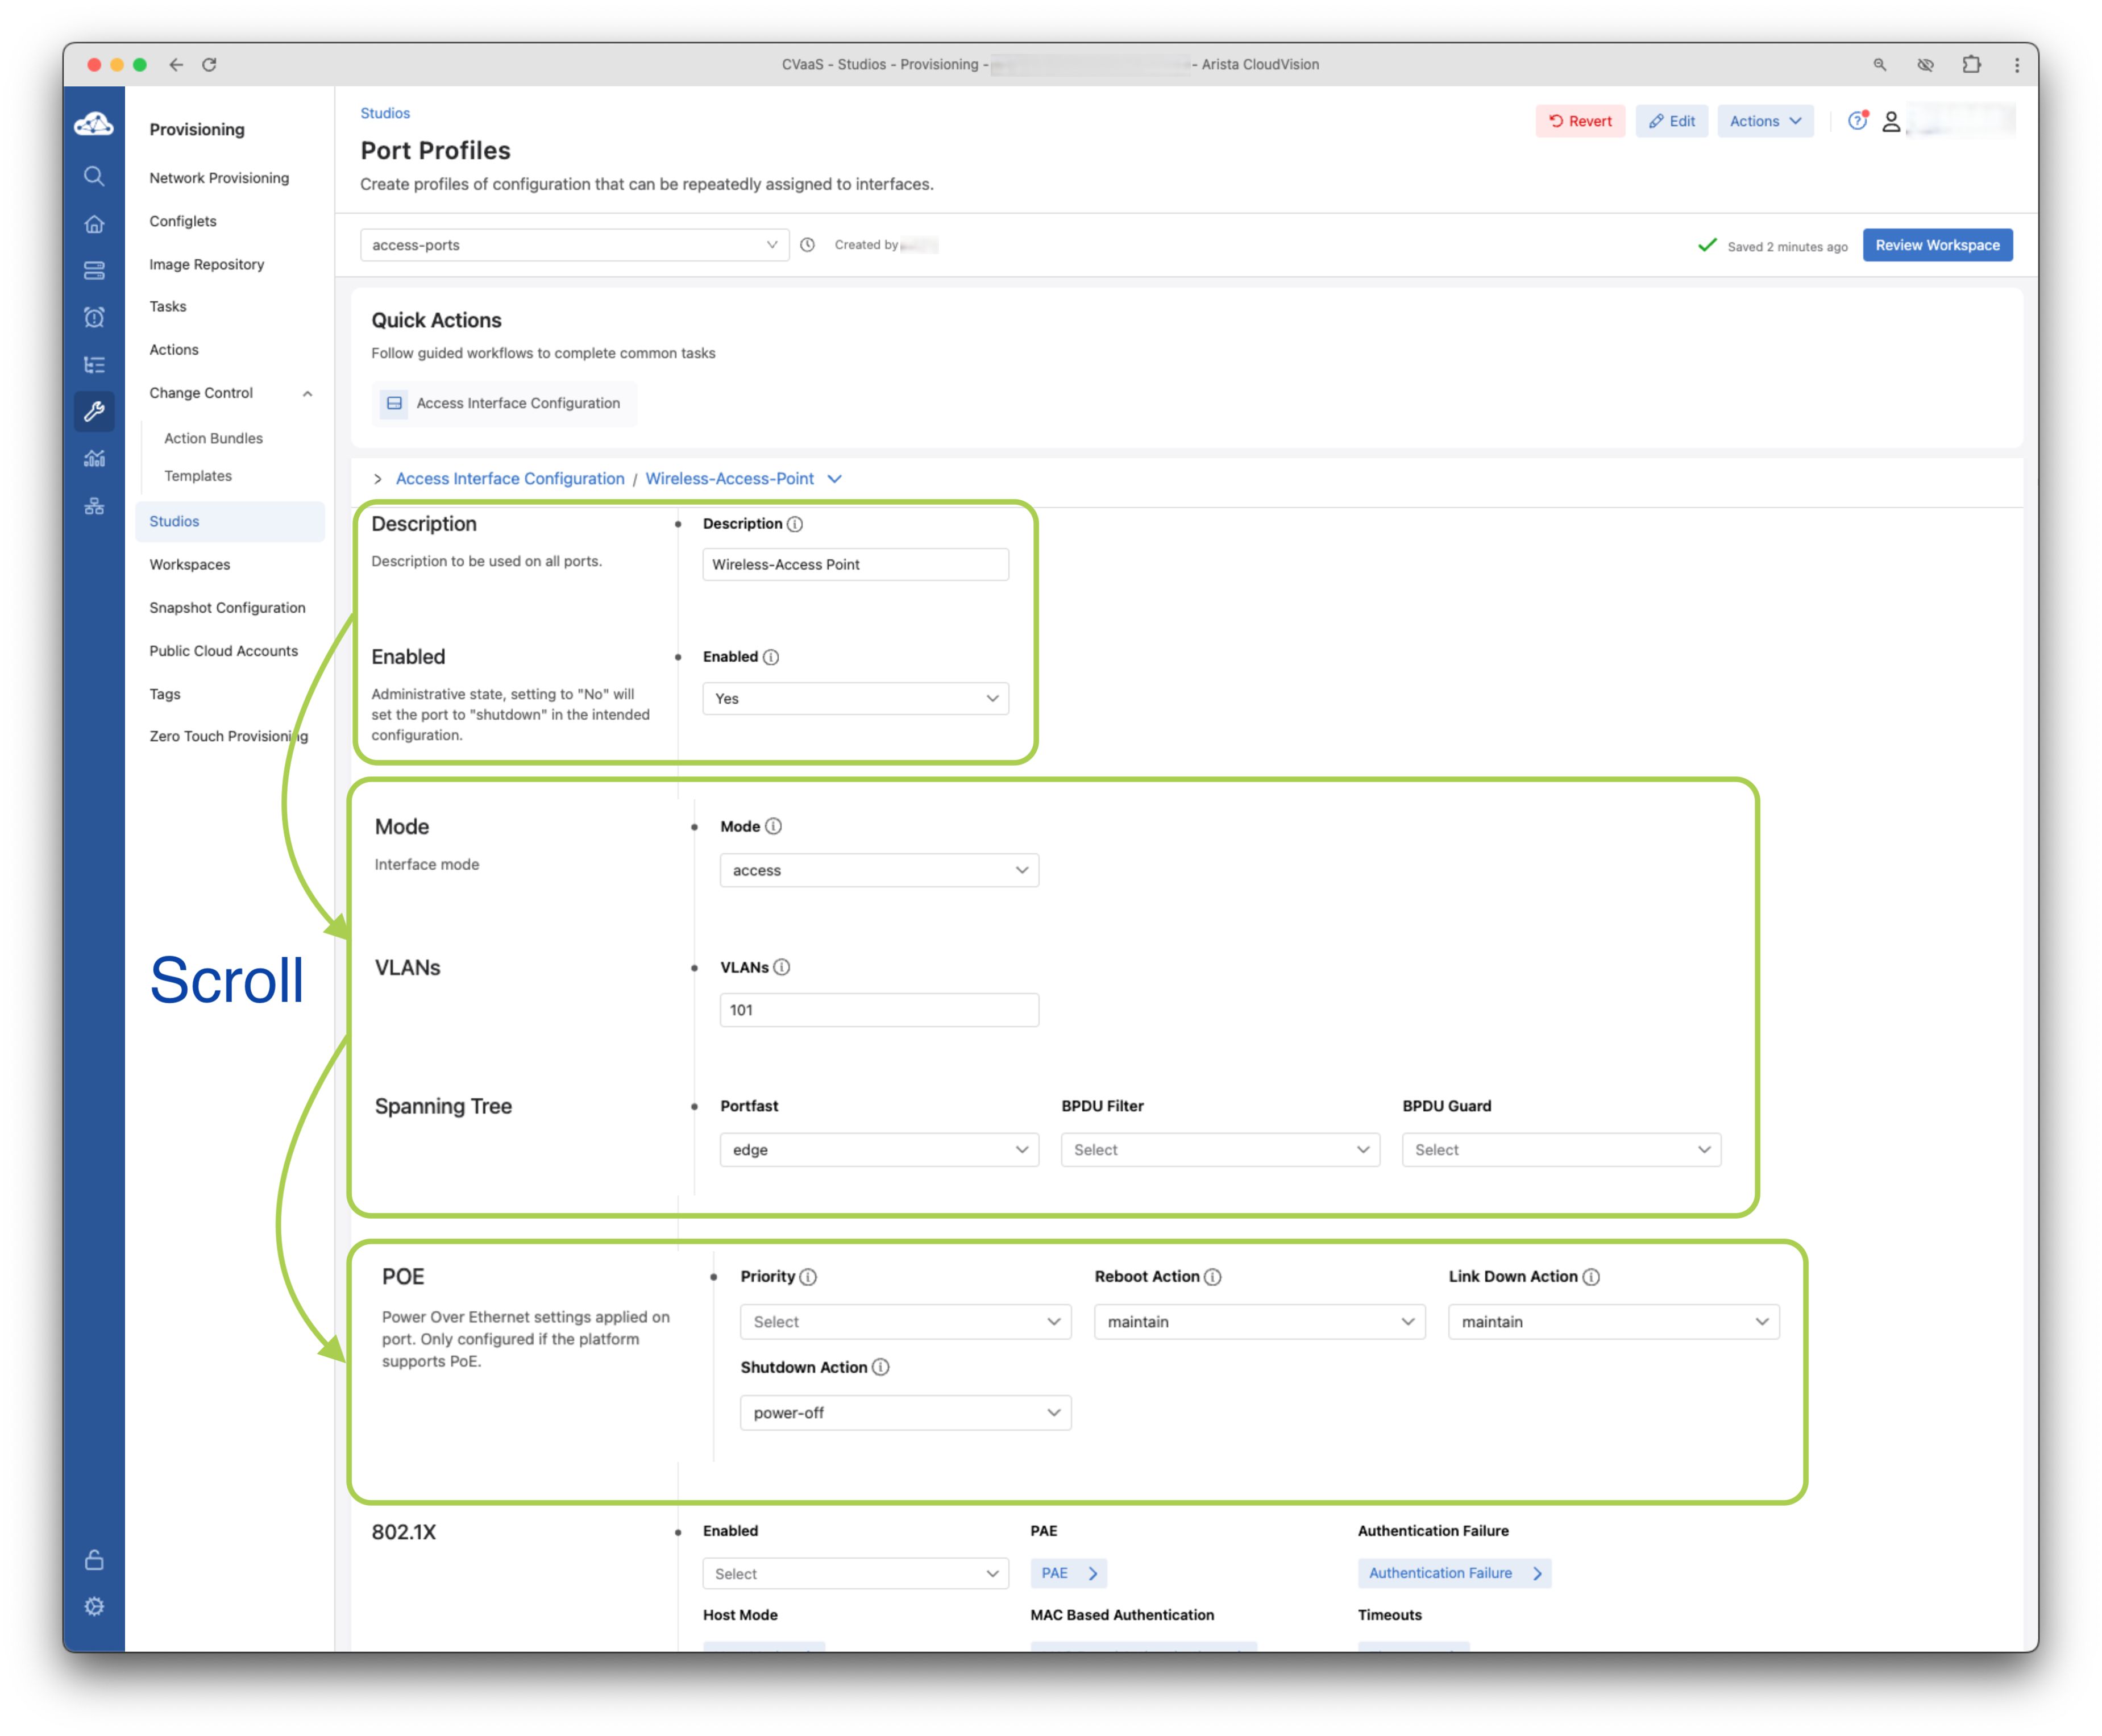 CVaaS - Studios - Provisioning - - Arista CloudVision
Provisioning
Network Provisioning
Configlets
Image Repository
Tasks
Actions
Change Control
Action Bundles
Templates
Studios
Workspaces
Snapshot Configuration
Public Cloud Accounts
Tags
Zero Touch Provisioning
Scroll
Studios
Revert
Edit
Actions
Port Profiles
Create profiles of configuration that can be repeatedly assigned to interfaces.
access-ports
Created by
Saved 2 minutes ago
Review Workspace
Quick Actions
Follow guided workflows to complete common tasks
Access Interface Configuration
Access Interface Configuration / Wireless-Access-Point
Description
Description to be used on all ports.
Description
Wireless-Access Point
Enabled
Administrative state, setting to "No" will
set the port to "shutdown" in the intended
configuration.
Enabled
Yes
Mode
Interface mode
Mode
access
VLANs
VLANs
101
Spanning Tree
Portfast
BPDU Filter
BPDU Guard
edge
Select
Select
POE
Power Over Ethernet settings applied on
port. Only configured if the platform
supports PoE.
Priority
Reboot Action
Link Down Action
Select
maintain
maintain
Shutdown Action
power-off
802.1X
Enabled
PAE
Authentication Failure
Select
PAE
Authentication Failure
Host Mode
MAC Based Authentication
Timeouts